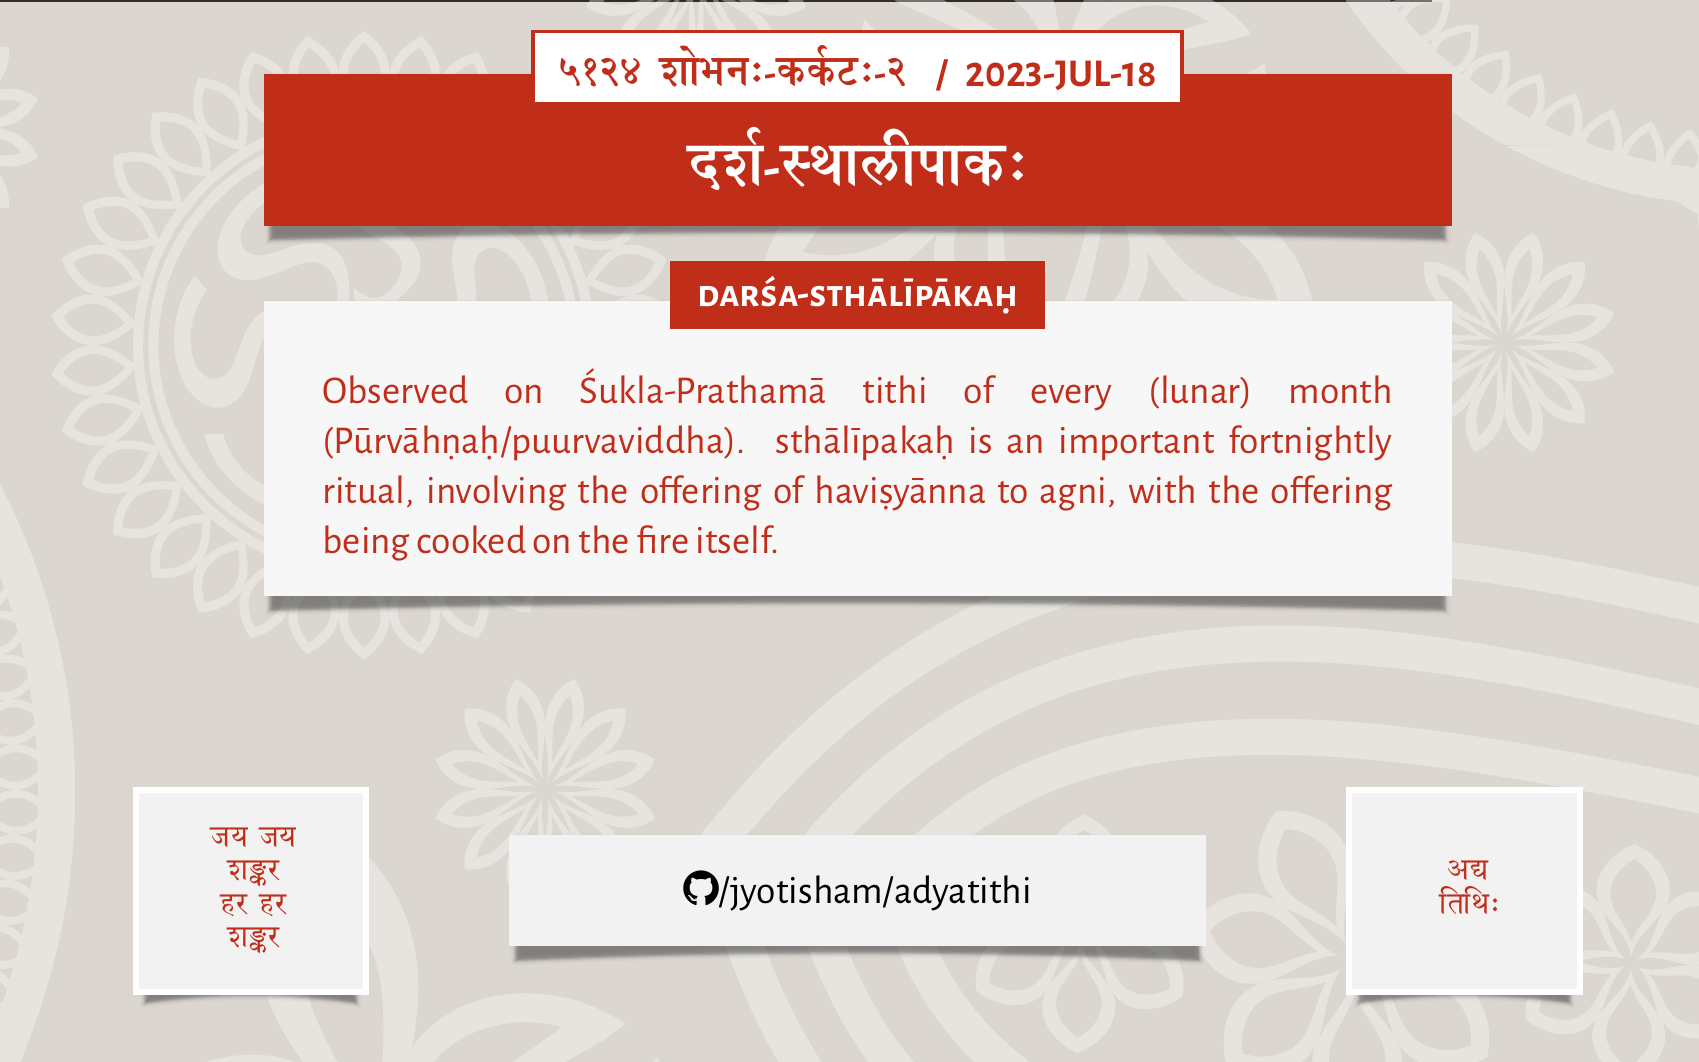 ५१२४ शोभनः-कर्कटः-२ / 2023-JUL-18
दर्श-स्थालीपाकः
DARŚA-STHĀLĪPĀKAḤ
Observed on Śukla-Prathamā tithi of every (lunar) month
(Pūrvāhṇaḥ/puurvaviddha). sthālīpakaḥ is an important fortnightly
ritual, involving the offering of haviṣyānna to agni, with the offering
being cooked on the fire itself.
जय जय
शङ्कर
हर हर
शङ्कर
/jyotisham/adyatithi
अद्य
तिथिः